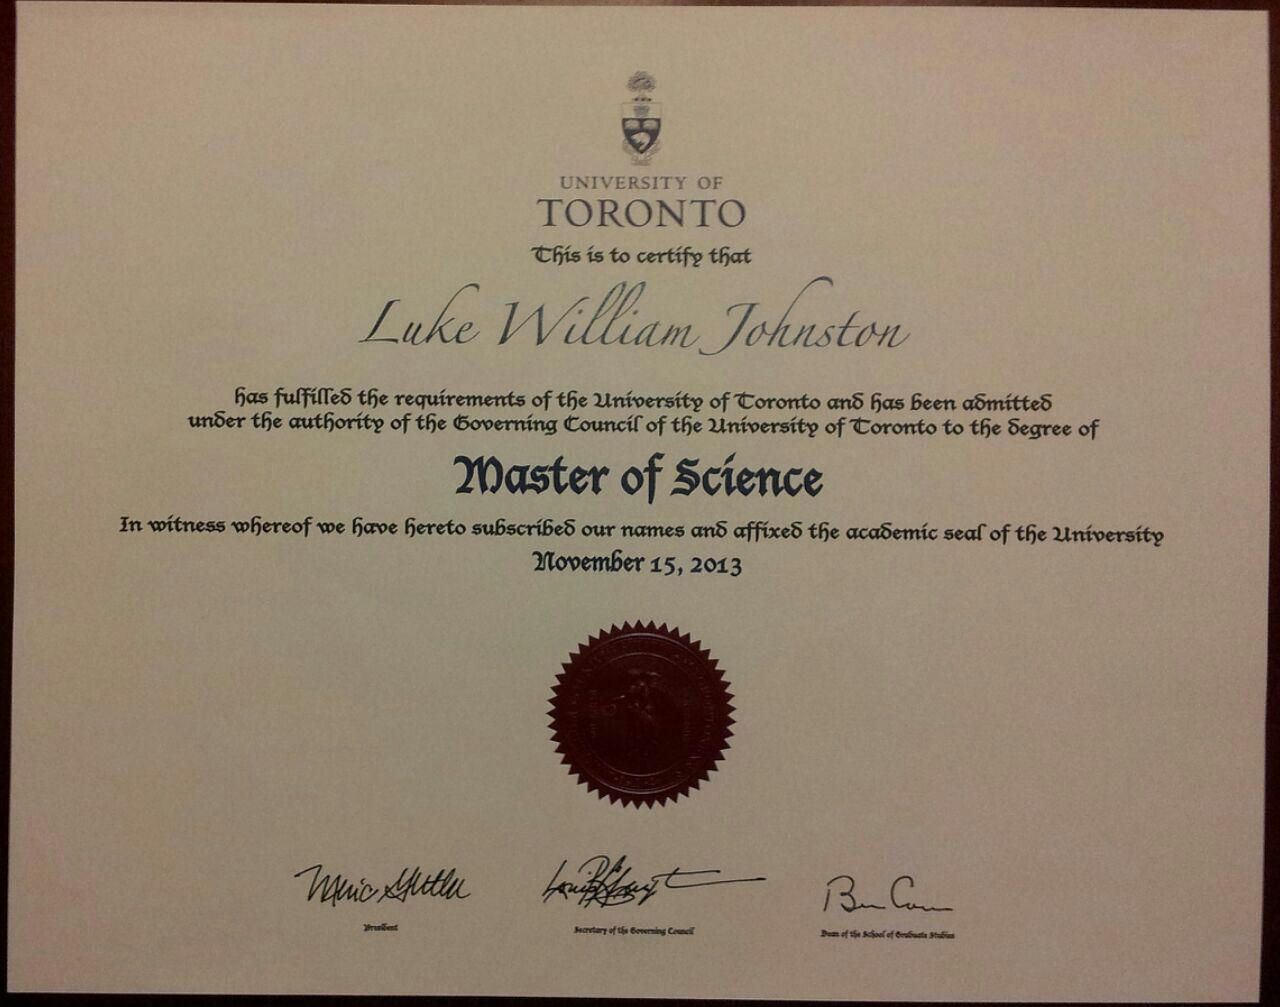 UNIVERSITY OF
TORONTO
This is to certify that
Luke William Johnston
has fulfilled the requirements of the University of Toronto and has been admitted
under the authority of the Governing Council of the University of Toronto to the degree of
Master of Science
In witness whereof we have hereto subscribed our names and affixed the academic seal of the University
November 15, 2013
President
Secretary of the Governing Council
Dean of the School of Graduate Studies